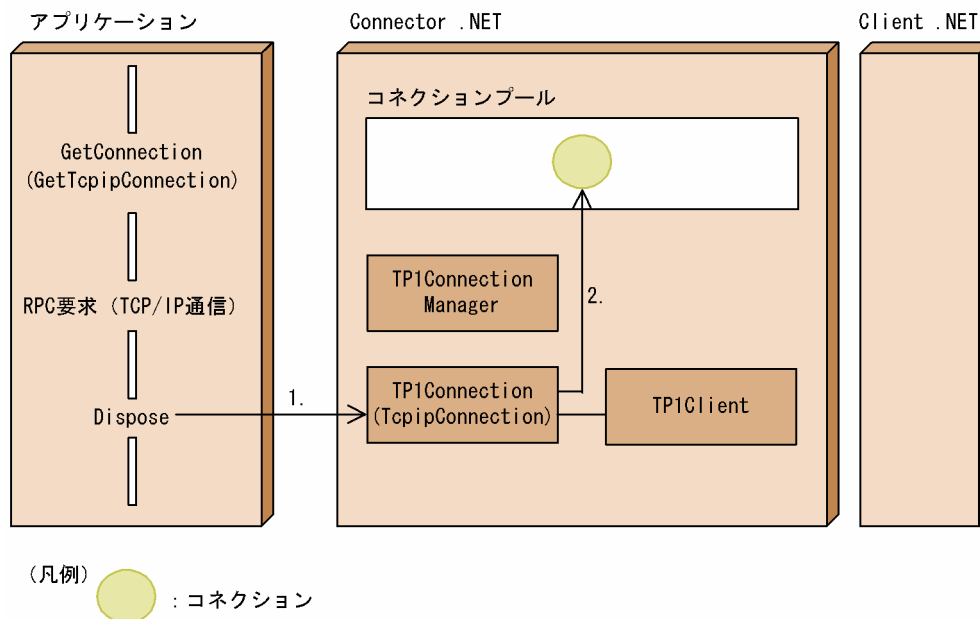 アプリケーション
Connector .NET
Client .NET
コネクションプール
GetConnection
(GetTcpipConnection)
TP1Connection
Manager
2.
RPC要求（TCP/IP通信）
1.
TP1Connection
(TcpipConnection)
TP1Client
Dispose
（凡例）
：コネクション